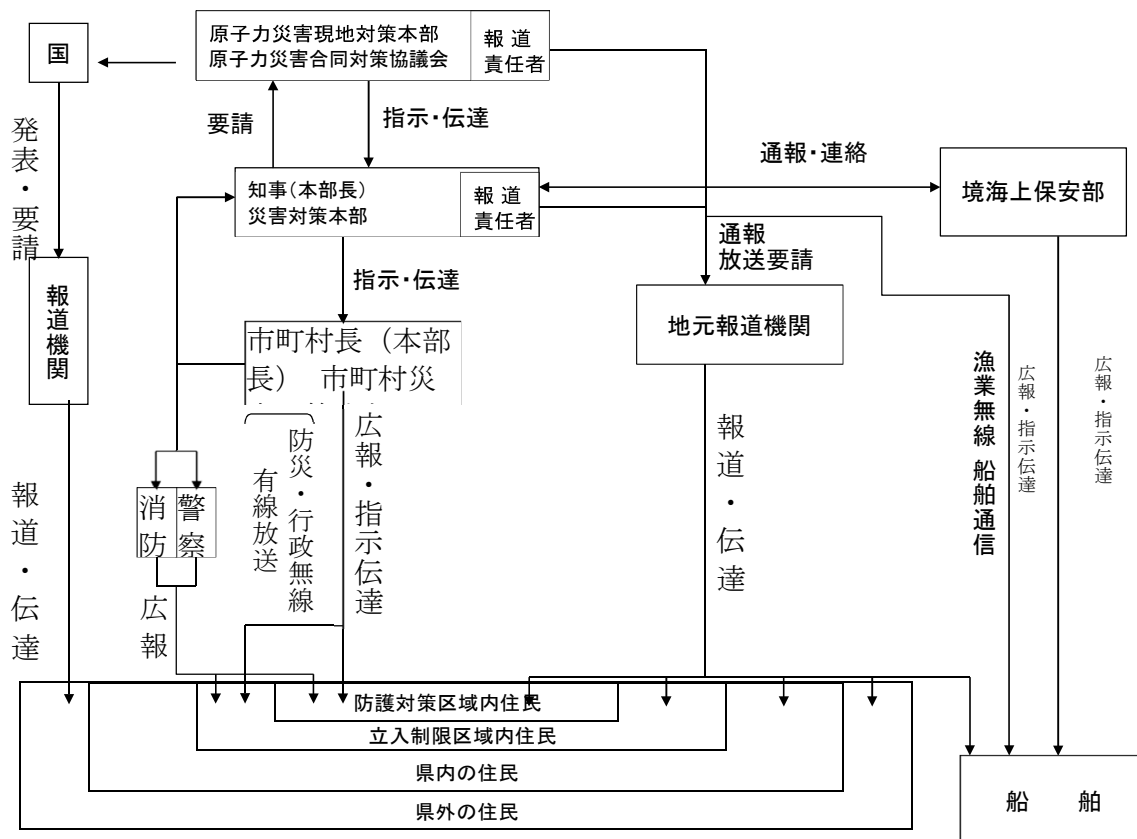 原子力災害現地対策本部
原子力災害合同対策協議会
報 道
責任者
国
要請
指示・伝達
発表・要請
通報・連絡
知事(本部長)
災害対策本部
報 道
責任者
境海上保安部
通報
放送要請
指示・伝達
報道機関
地元報道機関
市町村長（本部
長） 市町村災
漁業無線 船舶通信
広報・指示伝達
広報・指示伝達
防災・行政無線
有線放送
広報・指示伝達
報道・伝達
報道・伝達
消防
警察
広報
防護対策区域内住民
立入制限区域内住民
県内の住民
県外の住民
船 舶